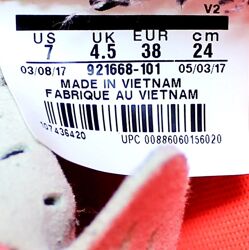 V2
US UK EUR cm
7 4.5 38 24
03/08/17 921668-101 05/03/17
MADE IN VIETNAM
FABRIQUE AU VIETNAM
107436420
UPC 00886060156020